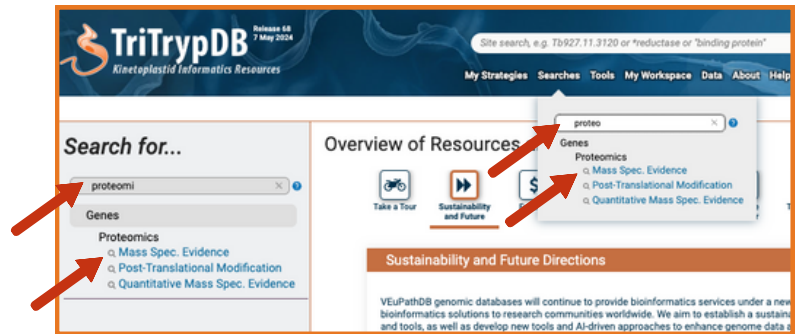 TriTrypDB
Release 68
7 May 2024
Kinetoplastid Informatics Resources
Site search, e.g. Tb927.11.3120 or *reductase or "binding protein"
My Strategies Searches Tools My Workspace Data About Help
Search for...
proteomi
Genes
Proteomics
Mass Spec. Evidence
Post-Translational Modification
Quantitative Mass Spec. Evidence
Overview of Resources
proteo
Genes
Proteomics
Mass Spec. Evidence
Post-Translational Modification
Quantitative Mass Spec. Evidence
Take a Tour
Sustainability
and Future
Sustainability and Future Directions
VEuPathDB genomic databases will continue to provide bioinformatics services under a new
bioinformatics solutions to research communities worldwide. We aim to establish a sustaina
and tools, as well as develop new tools and AI-driven approaches to enhance genome data